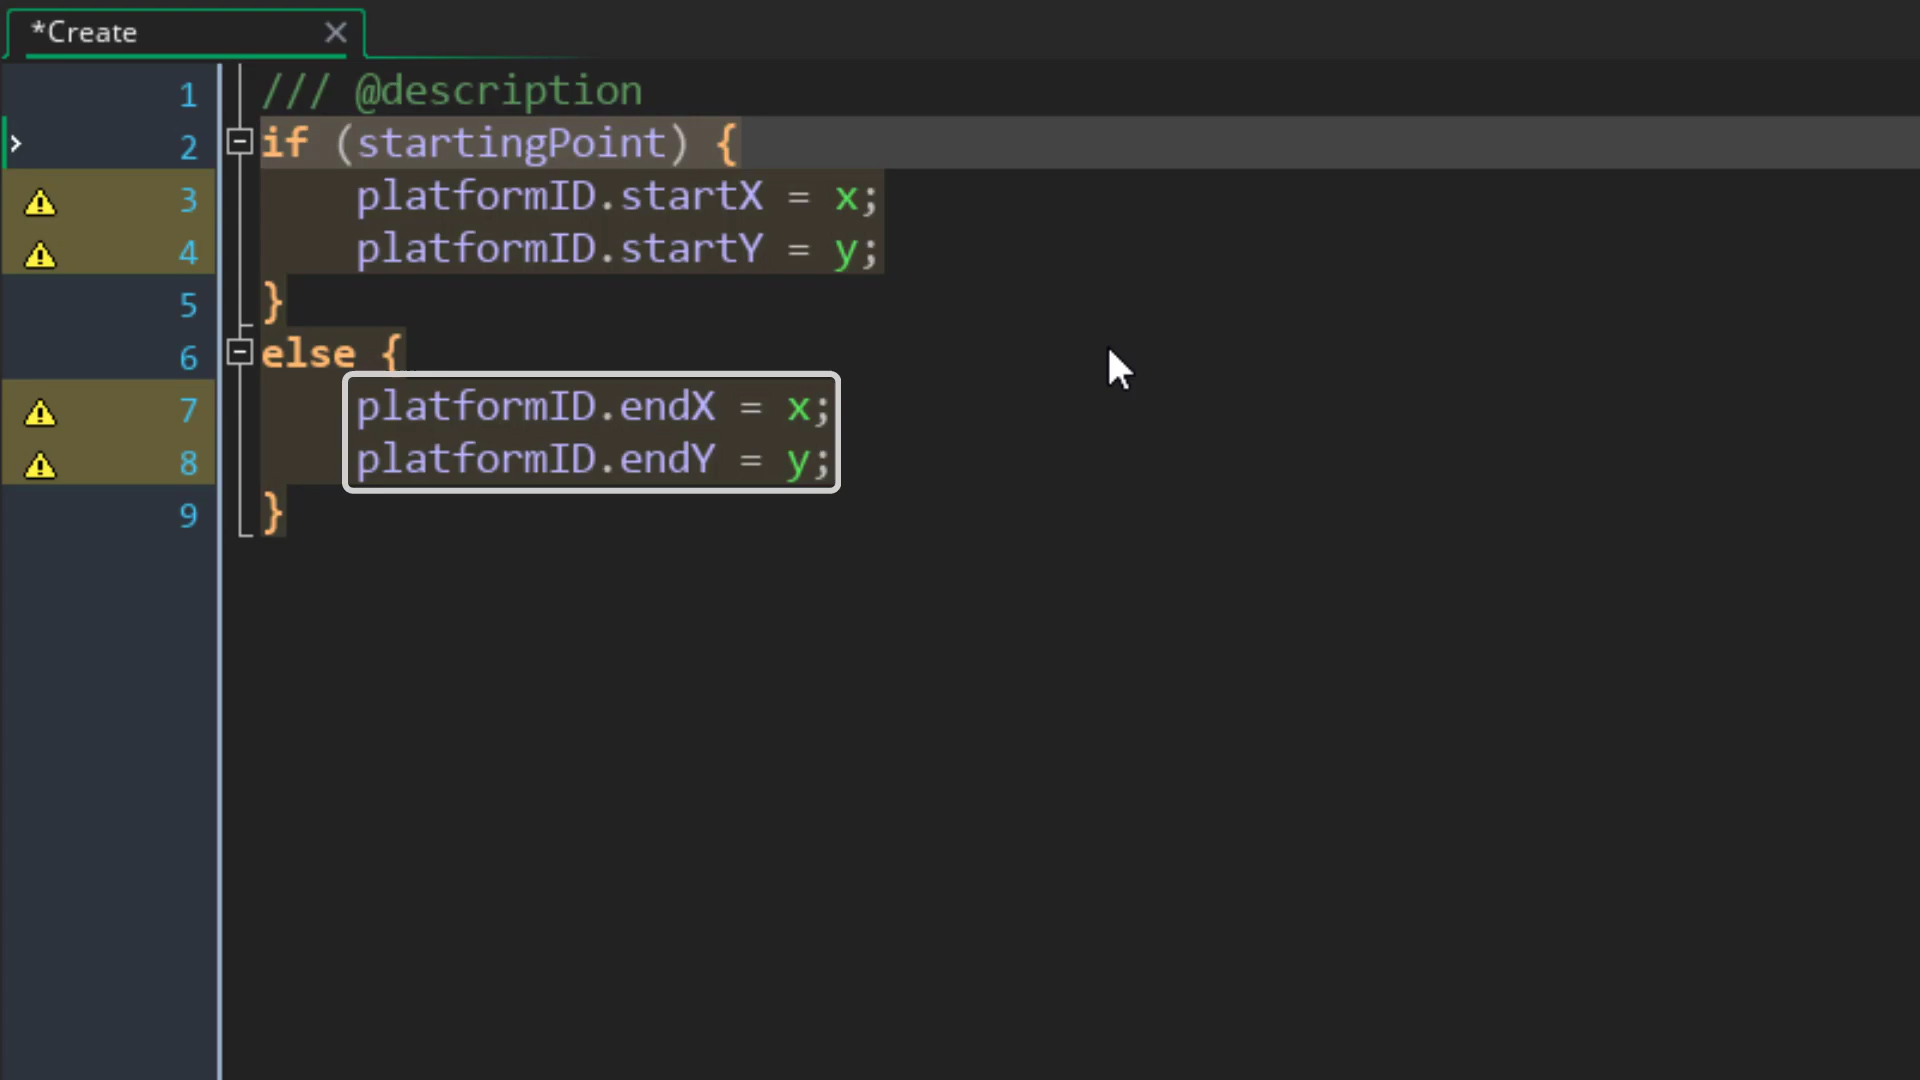 *Create
1 /// @description
2 if (startingPoint) {
3 platformID.startX = x;
4 platformID.startY = y;
5 }
6 else {
7 platformID.endX = x;
8 platformID.endY = y;
9 }